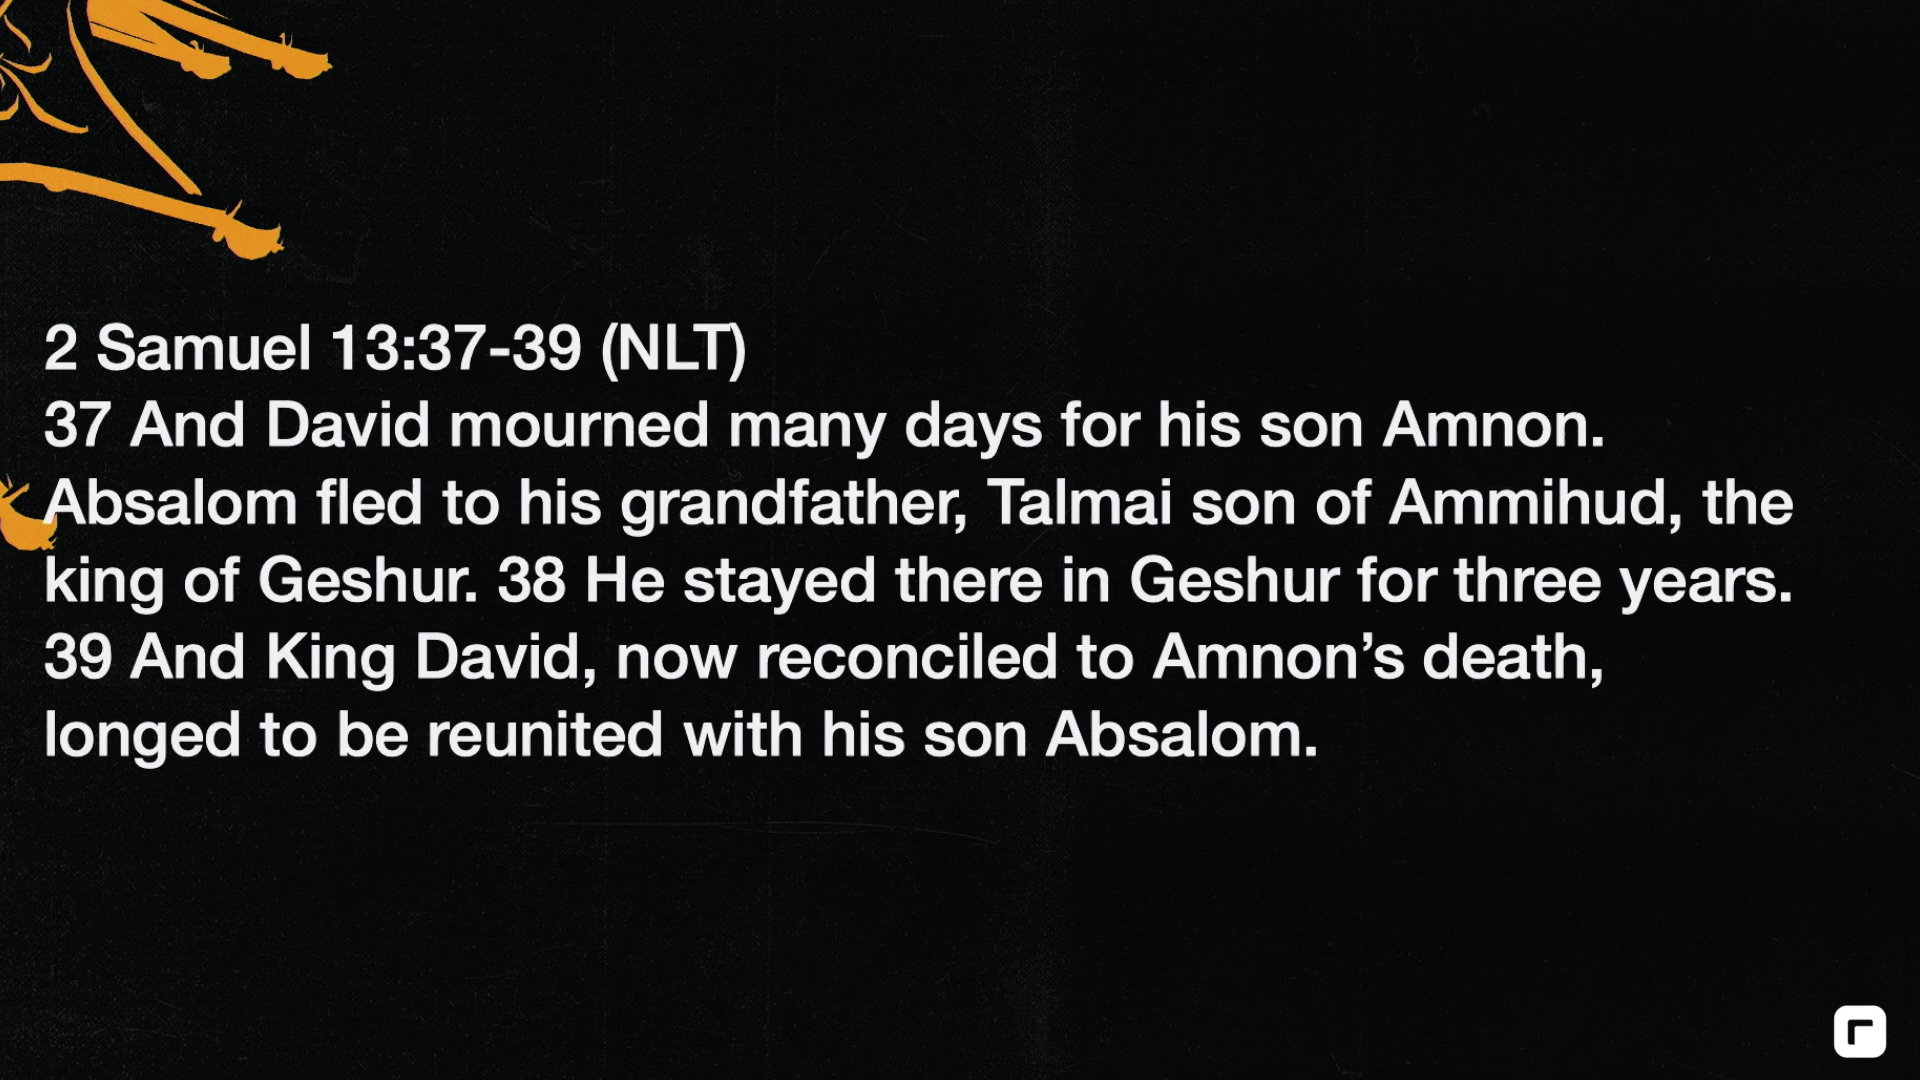 2 Samuel 13:37-39 (NLT)
37 And David mourned many days for his son Amnon.
Absalom fled to his grandfather, Talmai son of Ammihud, the
king of Geshur. 38 He stayed there in Geshur for three years.
39 And King David, now reconciled to Amnon’s death,
longed to be reunited with his son Absalom.